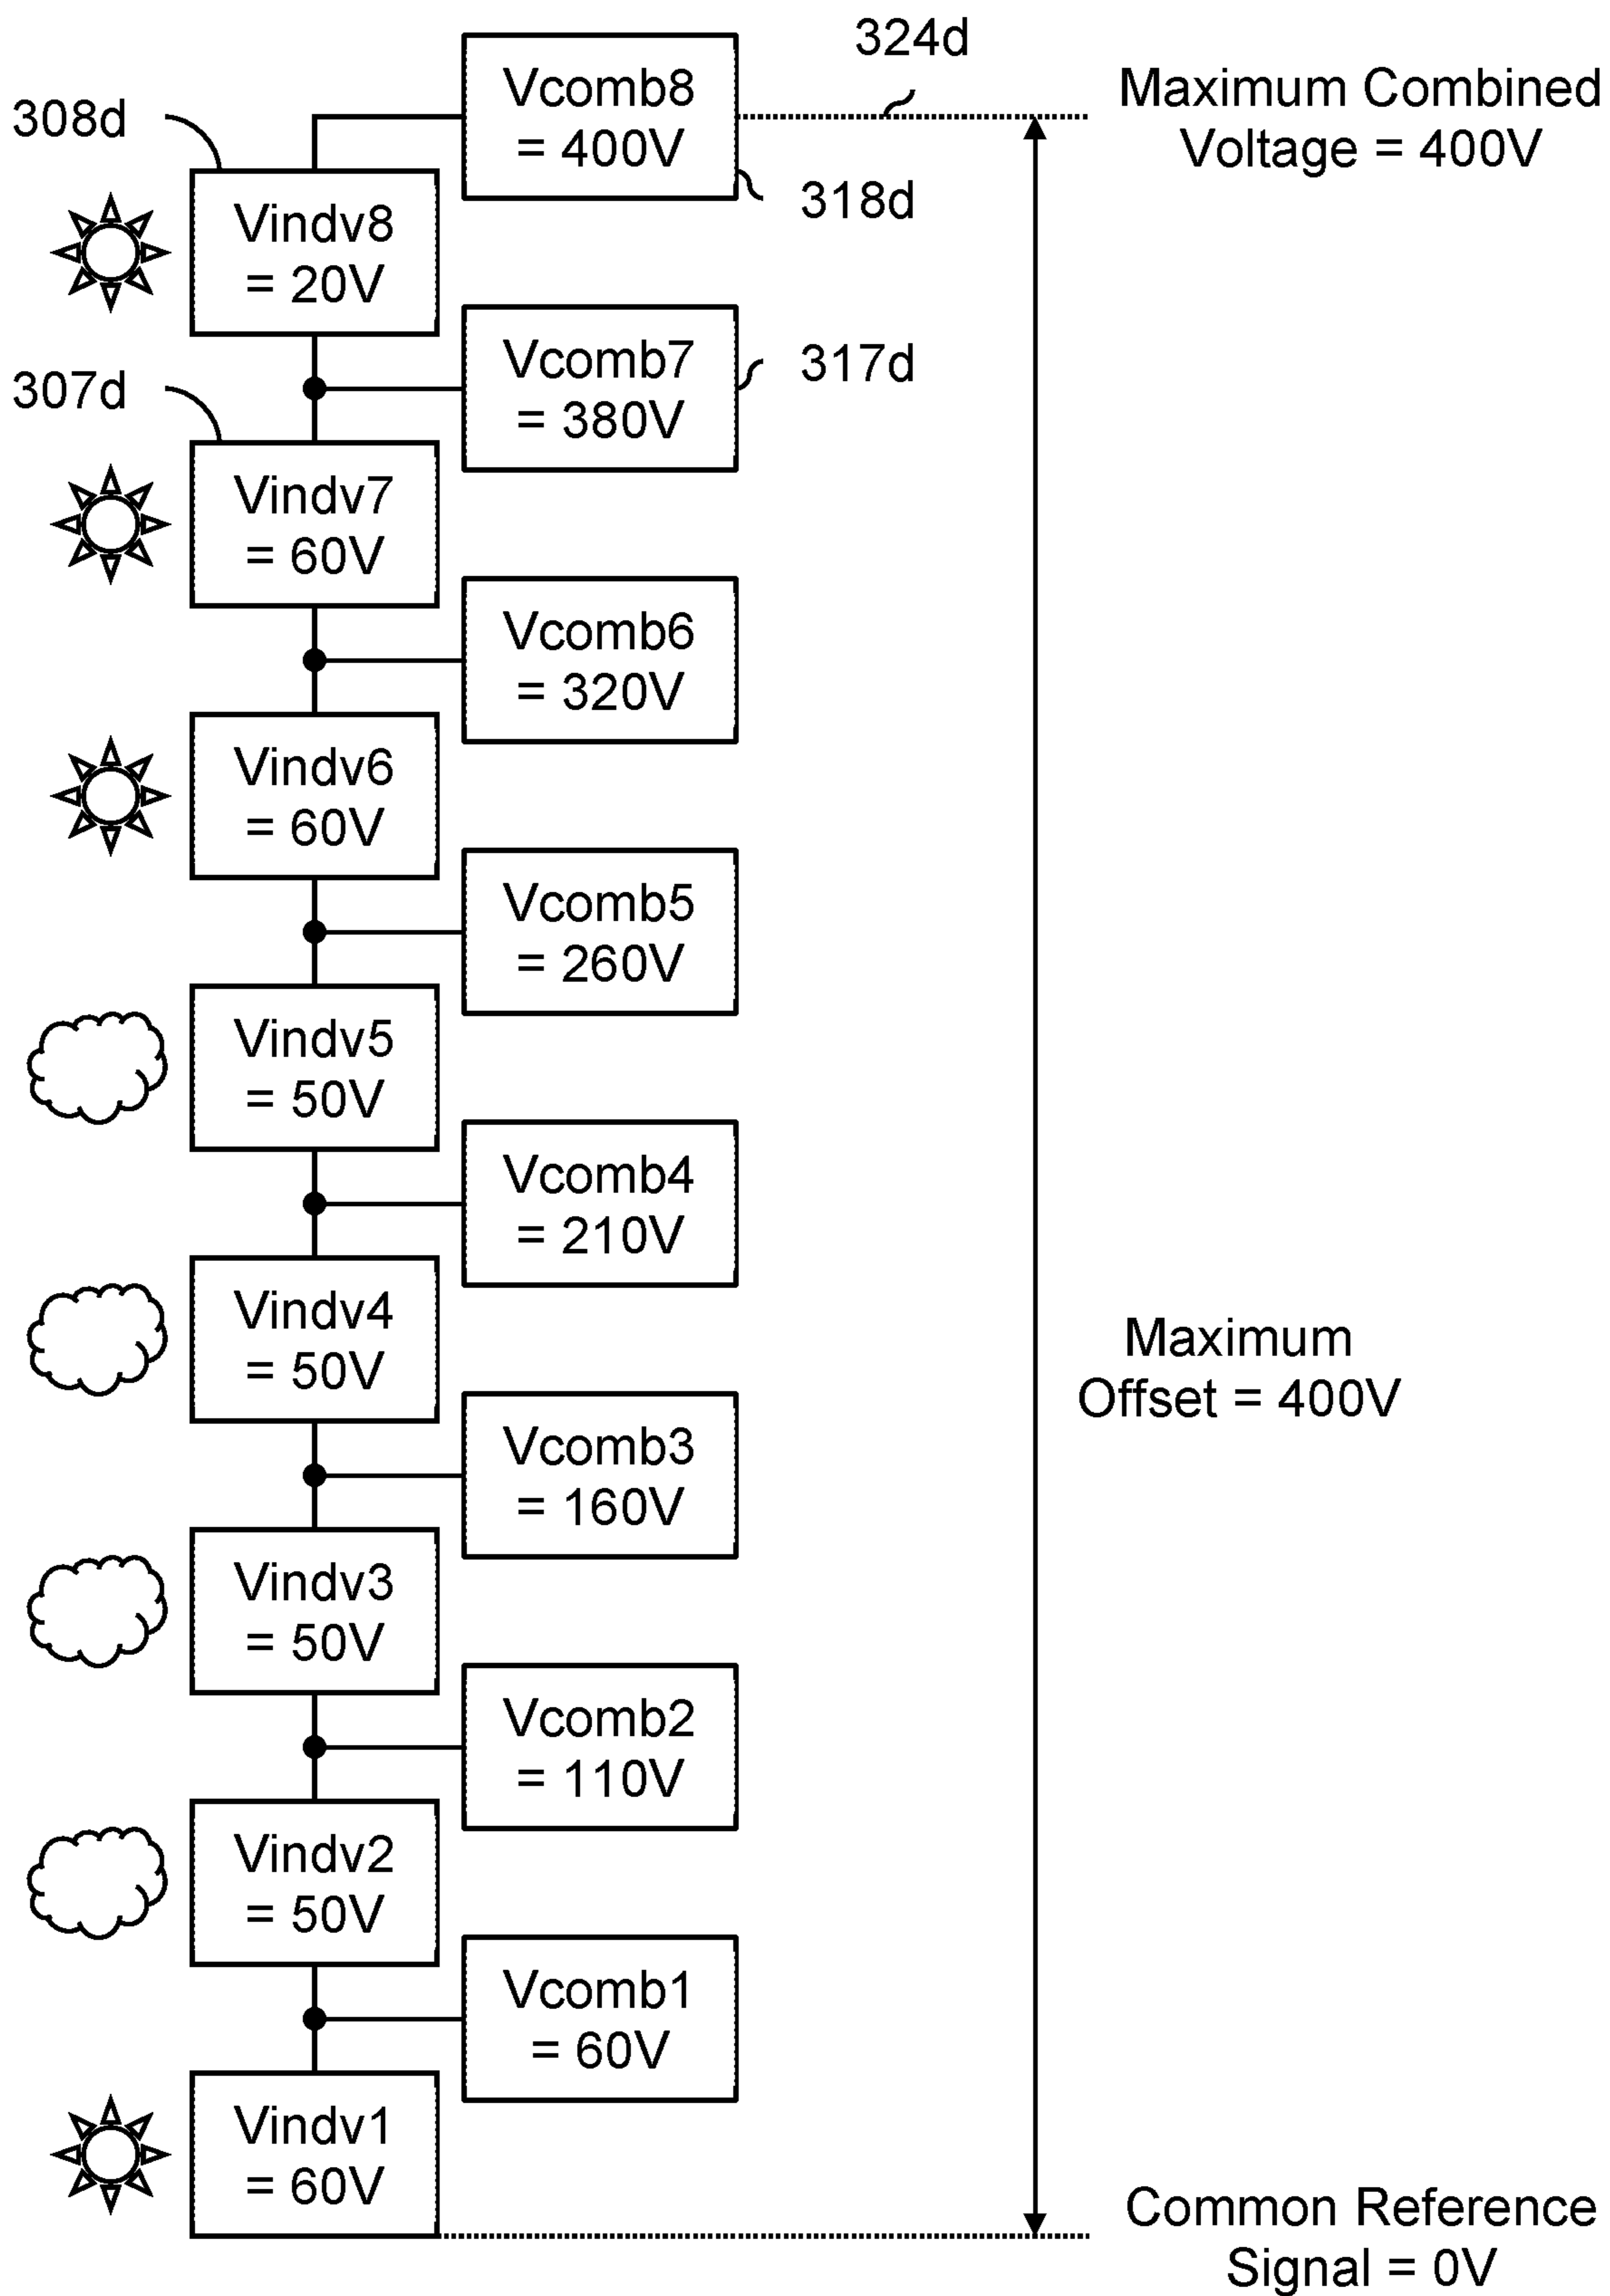 324d
Vcomb8
= 400V
Maximum Combined
Voltage = 400V
308d
318d
Vindv8
= 20V
Vcomb7
= 380V
317d
307d
Vindv7
= 60V
Vcomb6
= 320V
Vindv6
= 60V
Vcomb5
= 260V
Vindv5
= 50V
Vcomb4
= 210V
Vindv4
= 50V
Maximum
Offset = 400V
Vcomb3
= 160V
Vindv3
= 50V
Vcomb2
= 110V
Vindv2
= 50V
Vcomb1
= 60V
Vindv1
= 60V
Common Reference
Signal = 0V